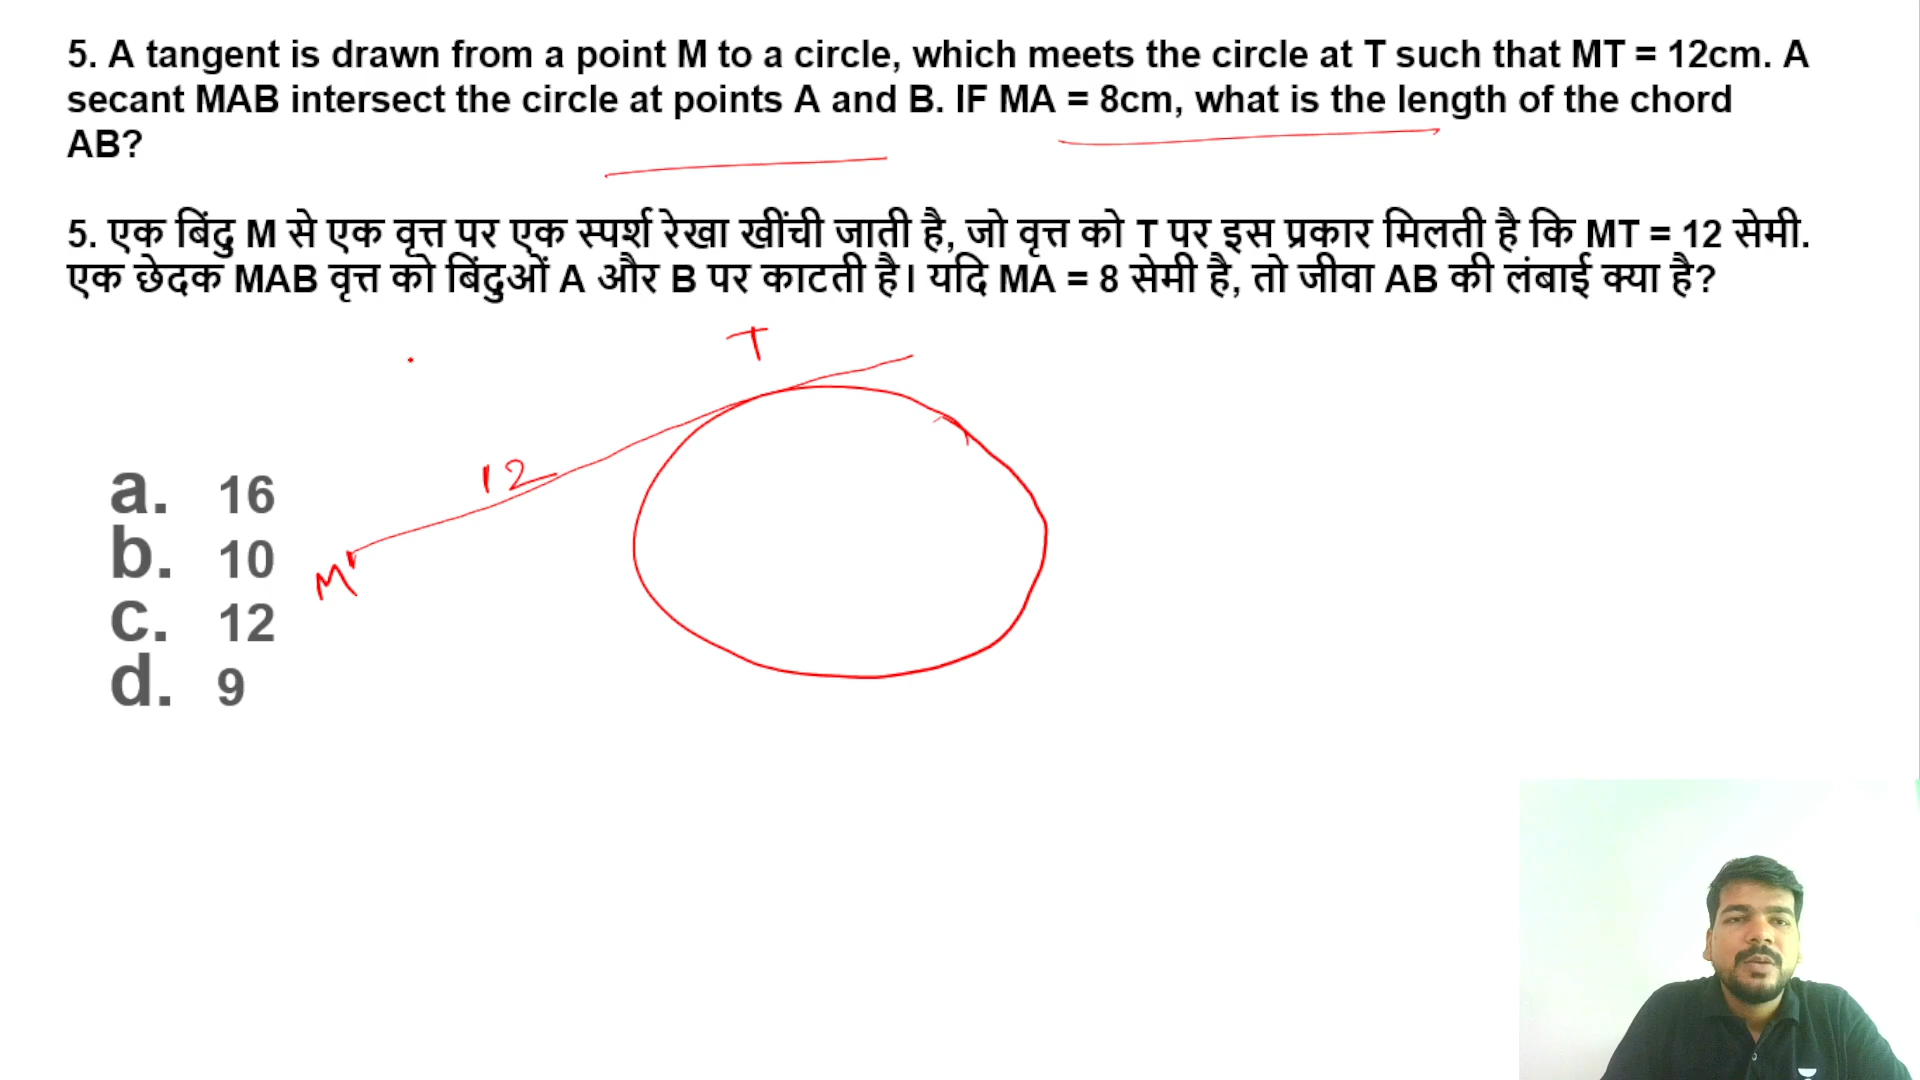 5. A tangent is drawn from a point M to a circle, which meets the circle at T such that MT = 12cm. A
secant MAB intersect the circle at points A and B. IF MA = 8cm, what is the length of the chord
AB?
5. एक बिंदु M से एक वृत्त पर एक स्पर्श रेखा खींची जाती है, जो वृत्त को T पर इस प्रकार मिलती है कि MT = 12 सेमी.
एक छेदक MAB वृत्त को बिंदुओं A और B पर काटती है। यदि MA = 8 सेमी है, तो जीवा AB की लंबाई क्या है?
T
12
M
a. 16
b. 10
c. 12
d. 9